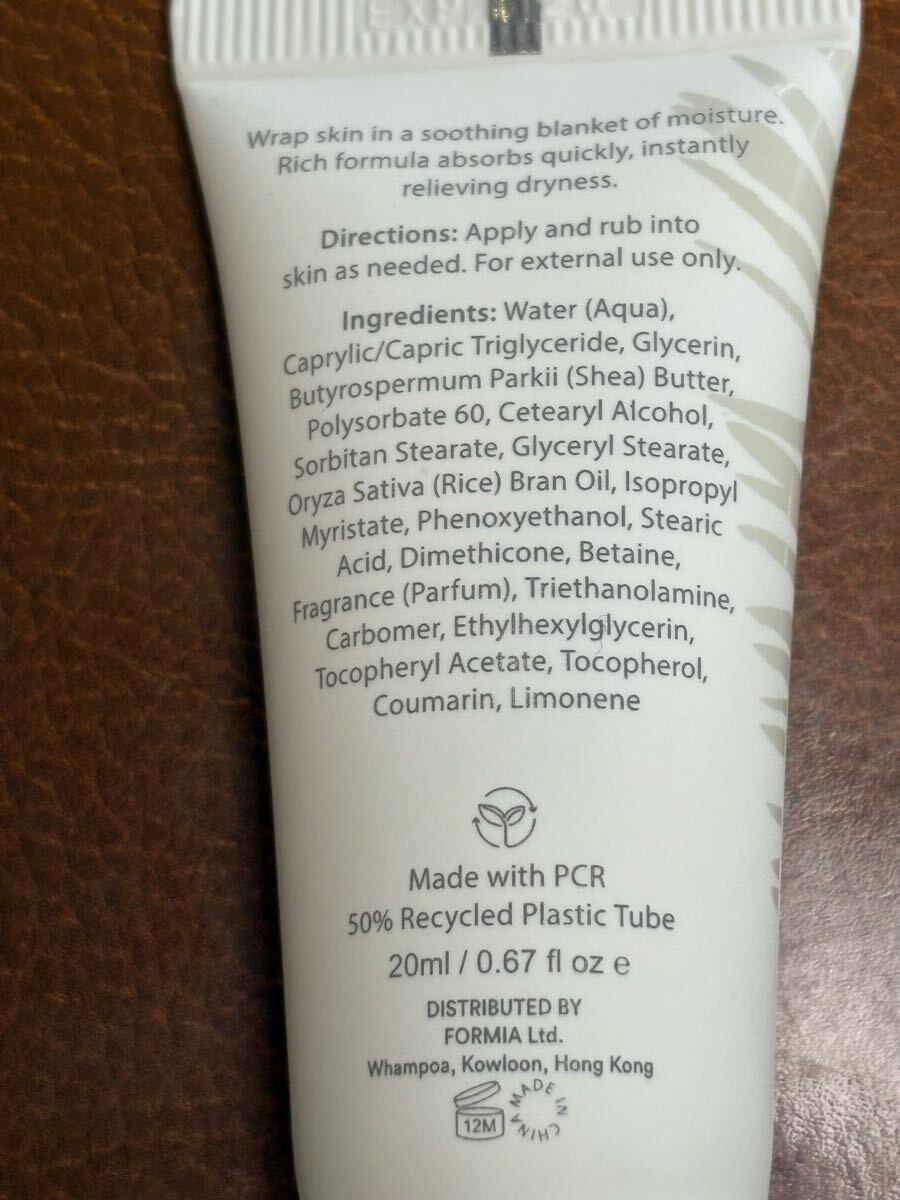 Wrap skin in a soothing blanket of moisture.
Rich formula absorbs quickly, instantly
relieving dryness.
Directions: Apply and rub into
skin as needed. For external use only.
Ingredients: Water (Aqua),
Caprylic/Capric Triglyceride, Glycerin,
Butyrospermum Parkii (Shea) Butter,
Polysorbate 60, Cetearyl Alcohol,
Sorbitan Stearate, Glyceryl Stearate,
Oryza Sativa (Rice) Bran Oil, Isopropyl
Myristate, Phenoxyethanol, Stearic
Acid, Dimethicone, Betaine,
Fragrance (Parfum), Triethanolamine,
Carbomer, Ethylhexylglycerin,
Tocopheryl Acetate, Tocopherol,
Coumarin, Limonene
Made with PCR
50% Recycled Plastic Tube
20ml / 0.67 fl oz e
DISTRIBUTED BY
FORMIA Ltd.
Whampoa, Kowloon, Hong Kong
12M
MADE IN CHINA